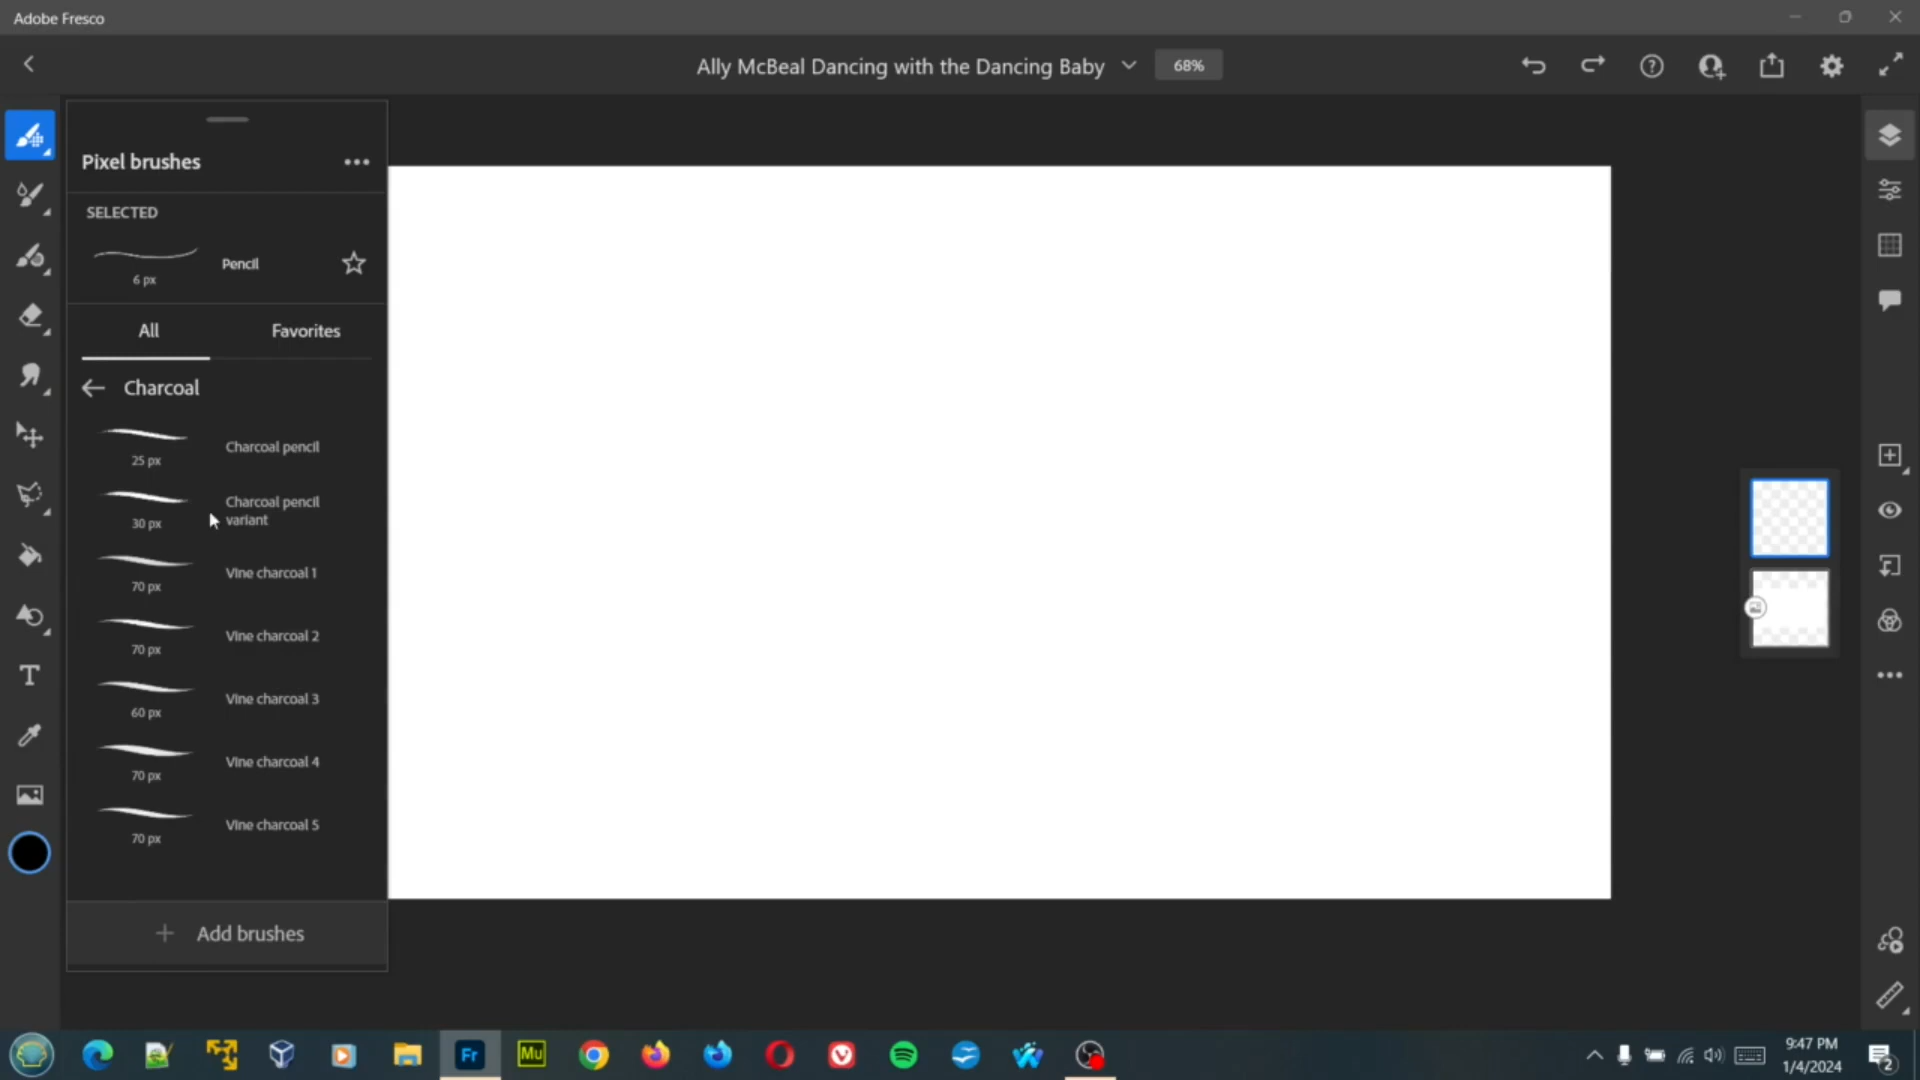 Adobe Fresco
Ally McBeal Dancing with the Dancing Baby
68%
Pixel brushes
SELECTED
Pencil
6 px
All
Favorites
Charcoal
Charcoal pencil
25 px
Charcoal pencil
variant
30 px
Vine charcoal 1
70 px
Vine charcoal 2
70 px
Vine charcoal 3
60 px
Vine charcoal 4
70 px
Vine charcoal 5
70 px
+ Add brushes
T
Fr
Mu
9:47 PM
1/4/2024
2